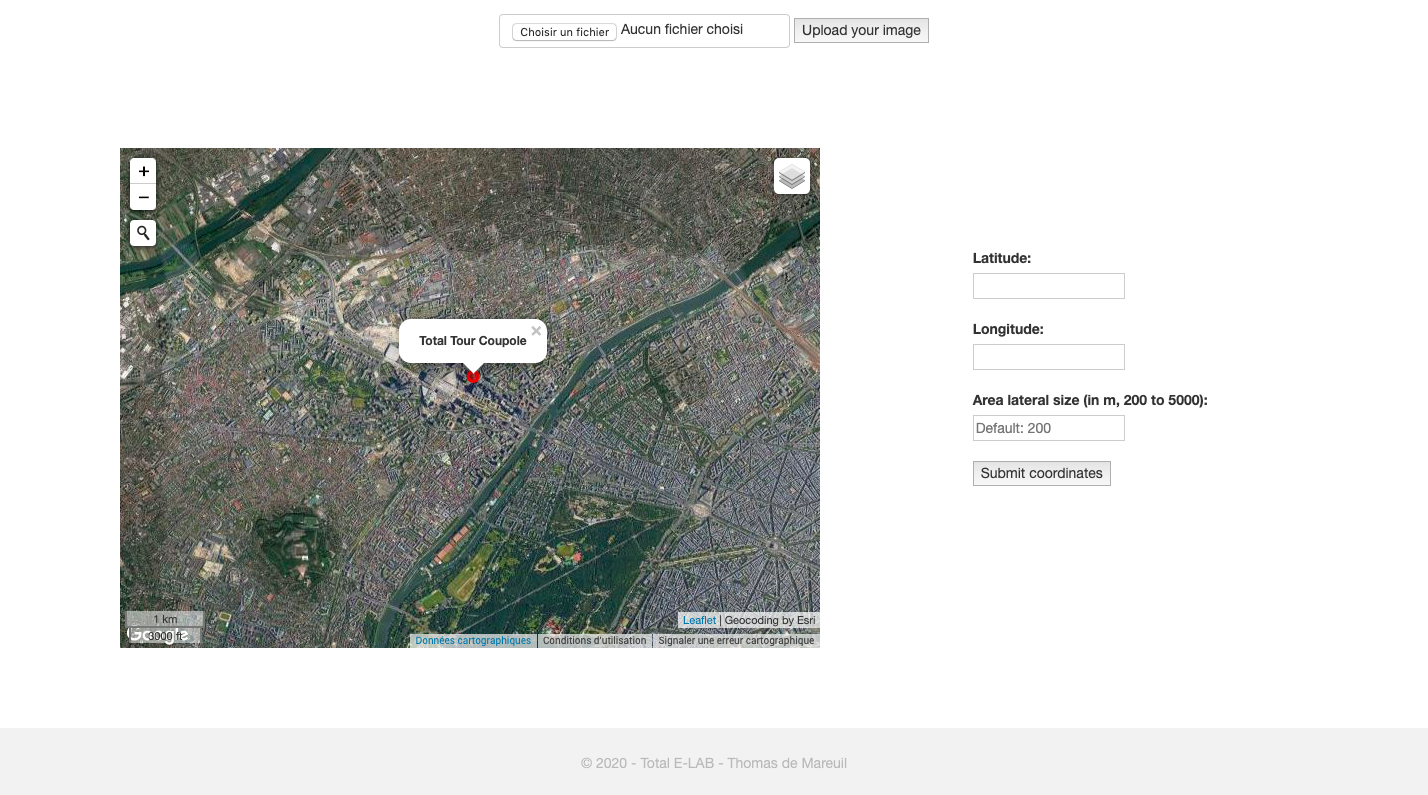 Choisir un fichier Aucun fichier choisi Upload your image
+
−
Total Tour Coupole ×
Latitude:
Longitude:
Area lateral size (in m, 200 to 5000):
Default: 200
Submit coordinates
1 km
3000 ft
Google
Leaflet | Geocoding by Esri
Données cartographiques Conditions d'utilisation Signaler une erreur cartographique
© 2020 - Total E-LAB - Thomas de Mareuil